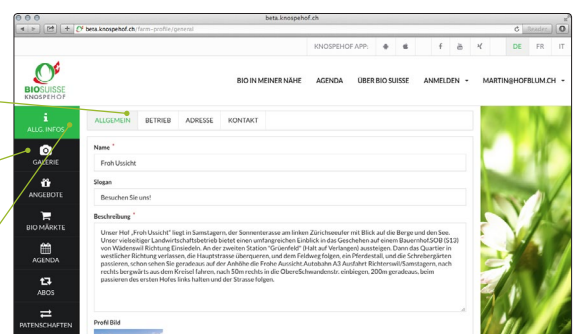 beta.knospehof.ch
beta.knospehof.ch/farm-profile/general
Reader
KNOSPEHOF APP:
DE FR IT
BIOSUISSE
KNOSPEHOF
BIO IN MEINER NÄHE AGENDA ÜBER BIO SUISSE ANMELDEN MARTIN@HOFBLUM.CH
ALLG. INFOS
GALERIE
ANGEBOTE
BIO MÄRKTE
AGENDA
ABOS
PATENSCHAFTEN
ALLGEMEIN BETRIEB ADRESSE KONTAKT
Name *
Froh Ussicht
Slogan
Besuchen Sie uns!
Beschreibung *
Unser Hof „Froh Ussicht" liegt in Samstagern, der Sonnenterasse am linken Zürichseeufer mit Blick auf die Berge und den See.
Unser vielseitiger Landwirtschaftsbetrieb bietet einen umfangreichen Einblick in das Geschehen auf einem Bauernhof.SOB (S13)
von Wädenswil Richtung Einsiedeln. An der zweiten Station "Grüenfeld" (Halt auf Verlangen) aussteigen. Dann das Quartier in
westlicher Richtung verlassen, die Hauptstrasse überqueren, und dem Feldweg folgen, ein Pferdestall, und die Schrebergärten
passieren, schon sehen Sie geradeaus auf der Anhöhe die Frohe Aussicht.Autobahn A3 Ausfahrt Richterswil/Samstagern, nach
rechts bergwärts aus dem Kreisel fahren, nach 50m rechts in die ObereSchwandenstr. einbiegen. 200m geradeaus, beim
passieren des ersten Hofes links halten und der Strasse folgen.
Profil Bild